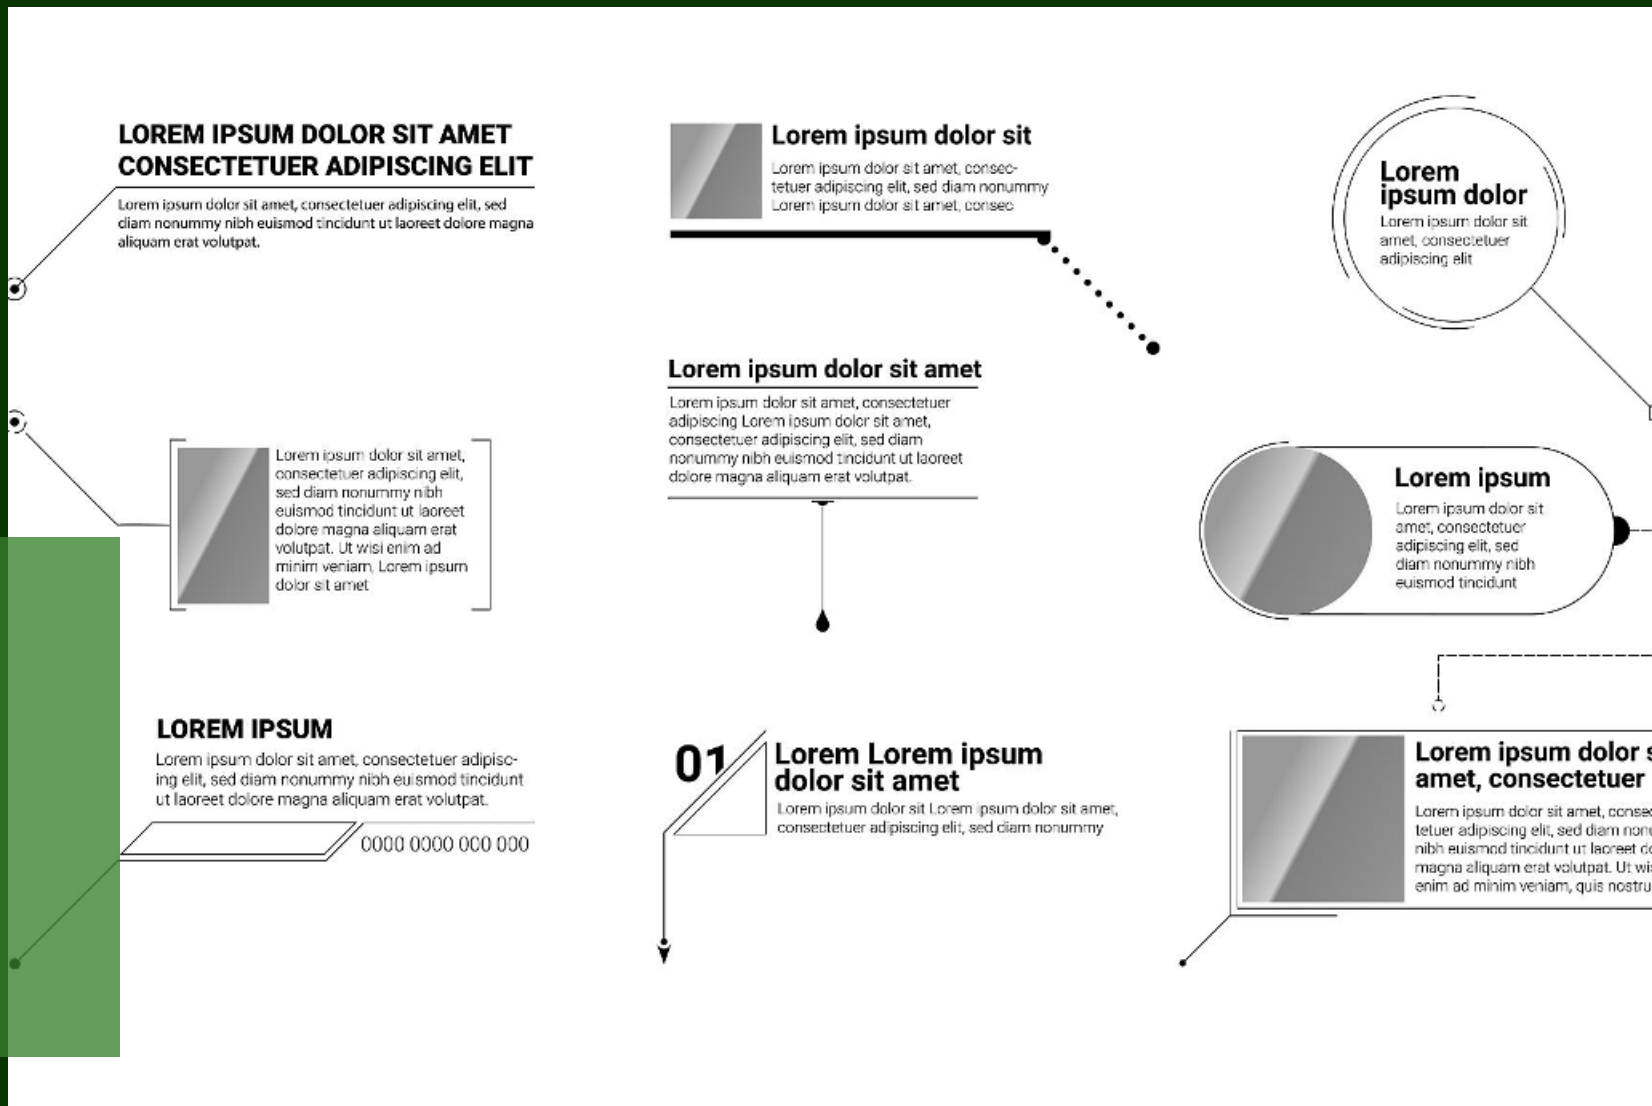 LOREM IPSUM DOLOR SIT AMET
CONSECTETUER ADIPISCING ELIT
Lorem ipsum dolor sit amet, consectetuer adipiscing elit, sed
diam nonummy nibh euismod tincidunt ut laoreet dolore magna
aliquam erat volutpat.
Lorem ipsum dolor sit
Lorem ipsum dolor sit amet, consec-
tetuer adipiscing elit, sed diam nonummy
Lorem ipsum dolor sit amet, consec
Lorem
ipsum dolor
Lorem ipsum dolor sit
amet, consectetuer
adipiscing elit
Lorem ipsum dolor sit amet,
consectetuer adipiscing elit,
sed diam nonummy nibh
euismod tincidunt ut laoreet
dolore magna aliquam erat
volutpat. Ut wisi enim ad
minim veniam, Lorem ipsum
dolor sit amet
Lorem ipsum dolor sit amet
Lorem ipsum dolor sit amet, consectetuer
adipiscing Lorem ipsum dolor sit amet,
consectetuer adipiscing elit, sed diam
nonummy nibh euismod tincidunt ut laoreet
dolore magna aliquam erat volutpat.
Lorem ipsum
Lorem ipsum dolor sit
amet, consectetuer
adipiscing elit, sed
diam nonummy nibh
euismod tincidunt
LOREM IPSUM
Lorem ipsum dolor sit amet, consectetuer adipisc-
ing elit, sed diam nonummy nibh euismod tincidunt
ut laoreet dolore magna aliquam erat volutpat.
0000 0000 000 000
01
Lorem Lorem ipsum
dolor sit amet
Lorem ipsum dolor sit Lorem ipsum dolor sit amet,
consectetuer adipiscing elit, sed diam nonummy
Lorem ipsum dolor
amet, consectetuer
Lorem ipsum dolor sit amet,
tetuer adipiscing elit, sed diam
nibh euismod tincidunt ut laoreet
magna aliquam erat volutpat. Ut
enim ad minim veniam, quis